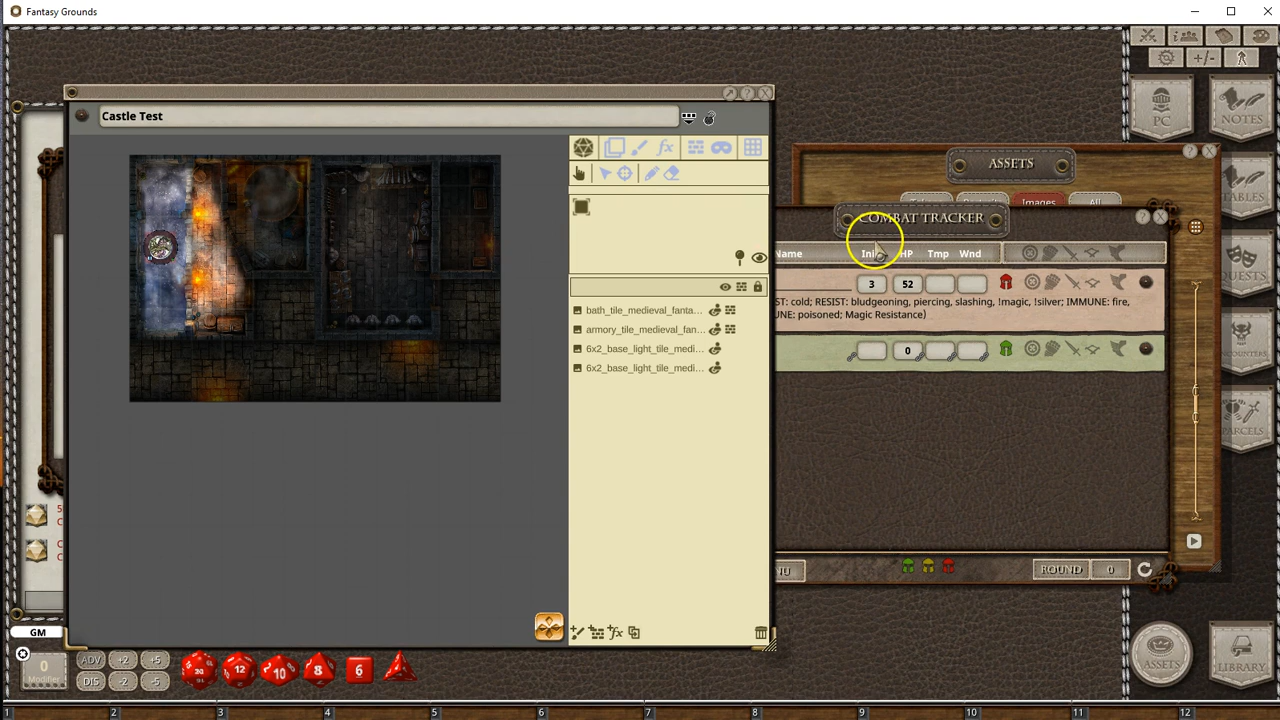 Fantasy Grounds
Castle Test
PC
NOTES
ASSETS
Images
All
COMBAT TRACKER
TABLES
Name
HP
Tmp
Wnd
3
52
ST: cold; RESIST: bludgeoning, piercing, slashing, !magic, !silver; IMMUNE: fire,
UNE: poisoned; Magic Resistance)
0
QUESTS
bath_tile_medieval_fanta...
armory_tile_medieval_fan...
6x2_base_light_tile_medi...
6x2_base_light_tile_medi...
PARCELS
NU
ROUND
0
GM
0
Modifier
ADV
+2
+5
DIS
-2
-5
20
12
10
8
6
ASSETS
LIBRARY
1
2
3
4
5
6
7
8
9
10
11
12